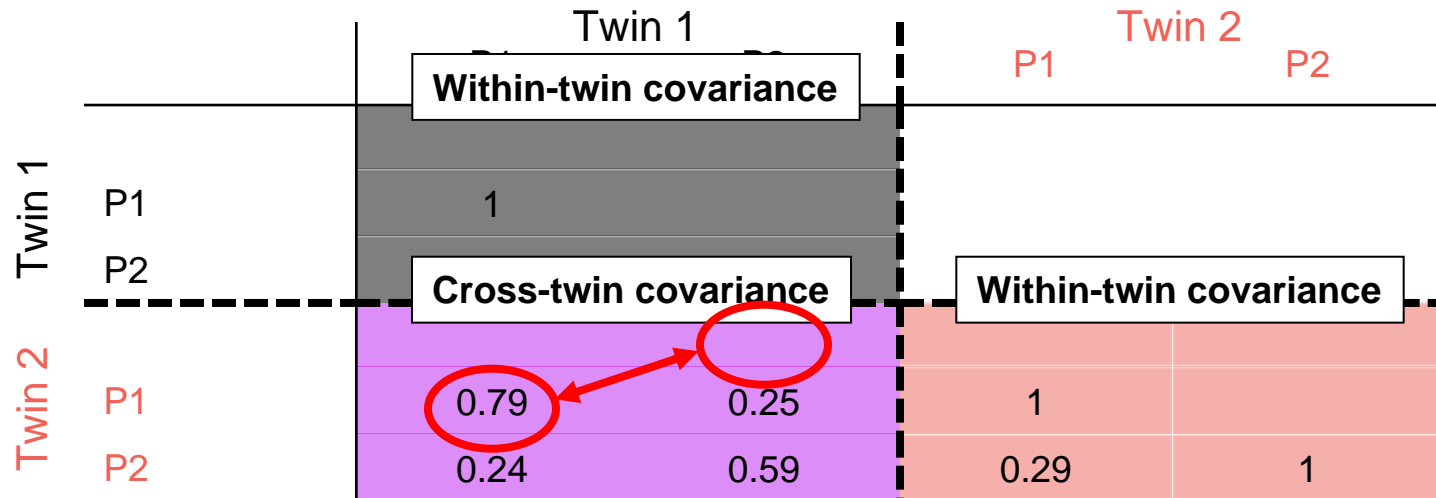 Twin 1 Twin 2
P1 P2
Within-twin covariance
Twin 1
P1 1
P2
Cross-twin covariance Within-twin covariance
Twin 2
P1 0.79 0.25 1
P2 0.24 0.59 0.29 1